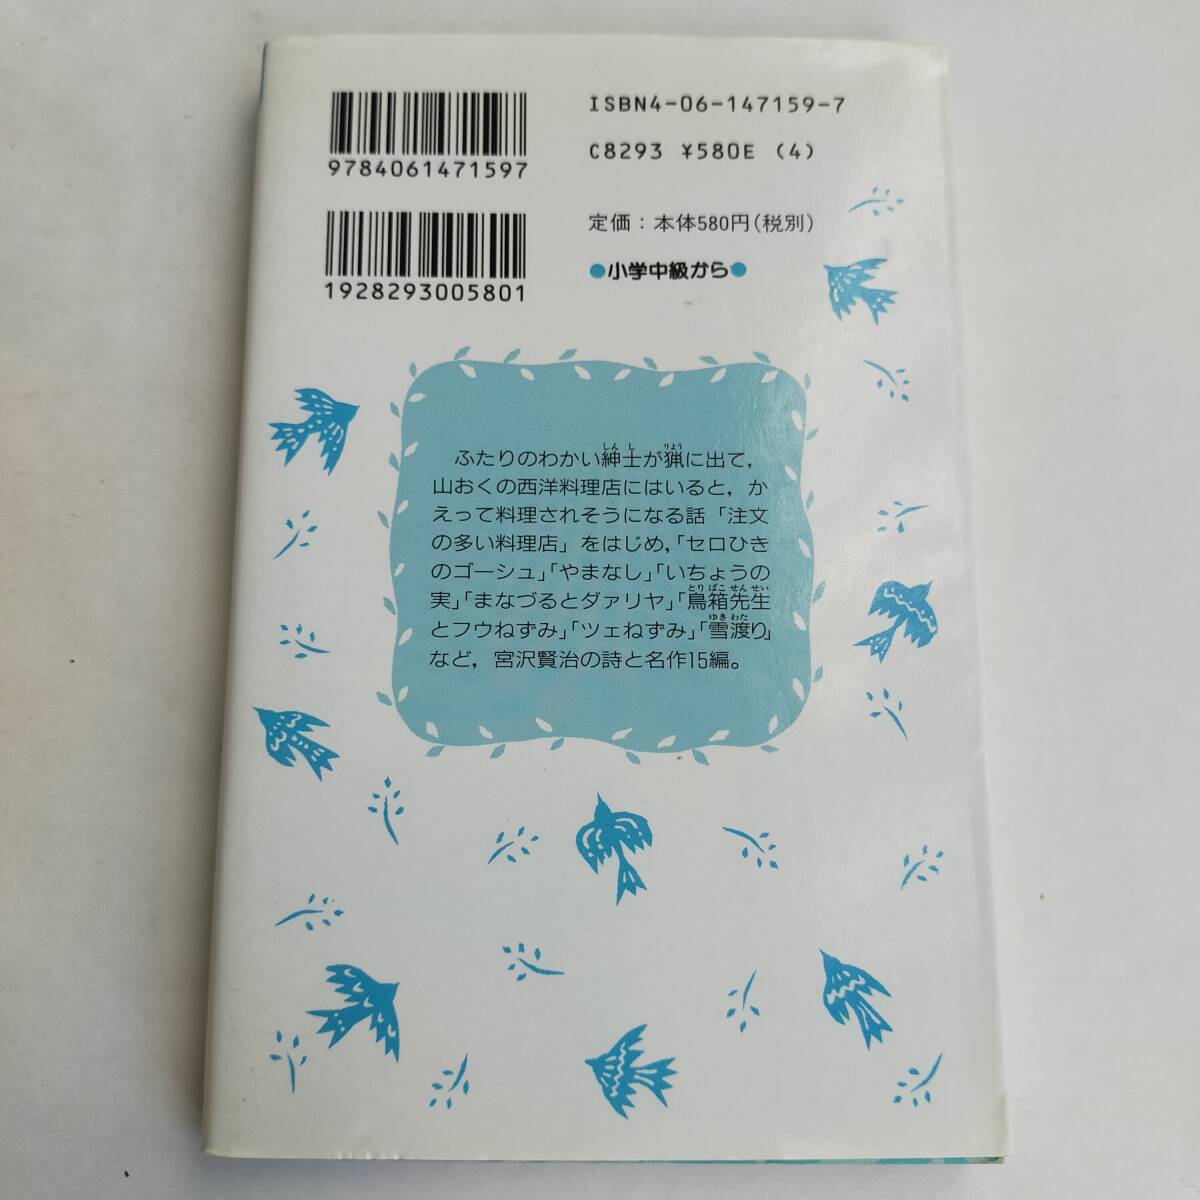 ISBN4-06-147159-7
9784061471597
C8293 ¥580E (4)
定価：本体580円(税別)
1928293005801
●小学中級から●
ふたりのわかい紳士が猟に出て，
山おくの西洋料理店にはいると，か
えって料理されそうになる話「注文
の多い料理店」をはじめ，「セロひき
のゴーシュ」「やまなし」「いちょうの
実」「まなづるとダァリヤ」「鳥箱先生
とフウねずみ」「ツェねずみ」「雪渡り」
など，宮沢賢治の詩と名作15編。